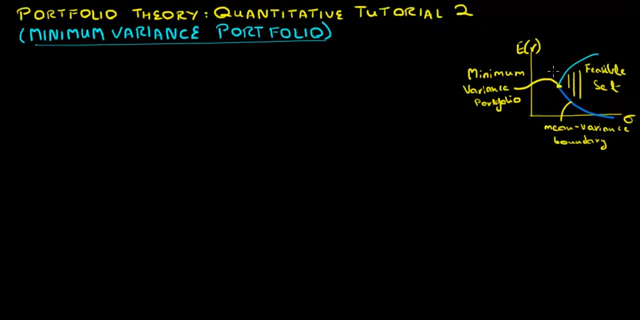 PORTFOLIO THEORY: QUANTITATIVE TUTORIAL 2
(MINIMUM VARIANCE PORTFOLIO)
E(r)
Minimum
Variance
Portfolio
Feasible
Set
σ
mean-variance
boundary